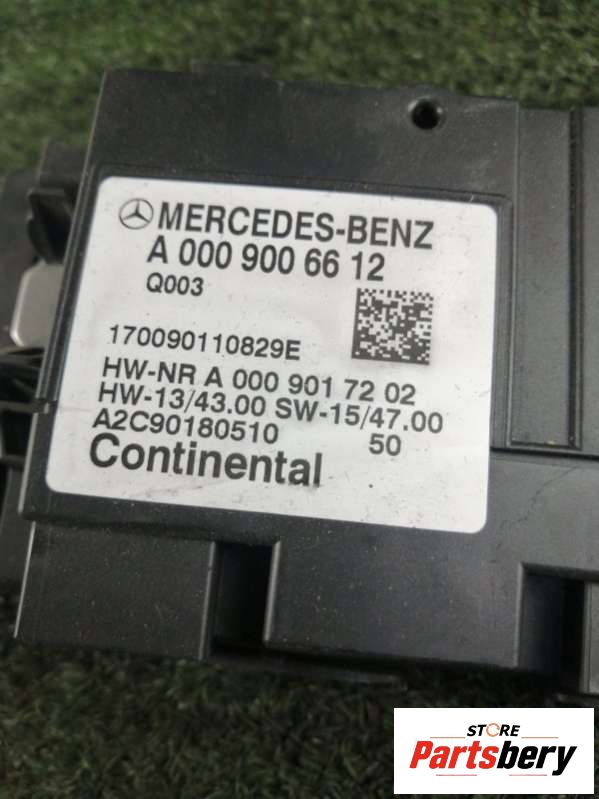 MERCEDES-BENZ
A 000 900 66 12
Q003
170090110829E
HW-NR A 000 901 72 02
HW-13/43.00 SW-15/47.00
A2C90180510 50
Continental
STORE
Partsbery